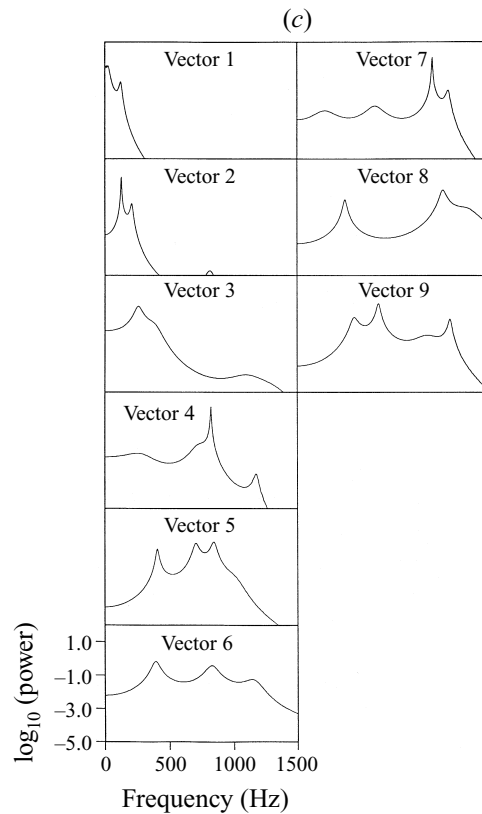 (c)
Vector 1
Vector 7
Vector 2
Vector 8
Vector 3
Vector 9
Vector 4
Vector 5
Vector 6
1.0
−1.0
−3.0
−5.0
log10 (power)
0 500 1000 1500
Frequency (Hz)